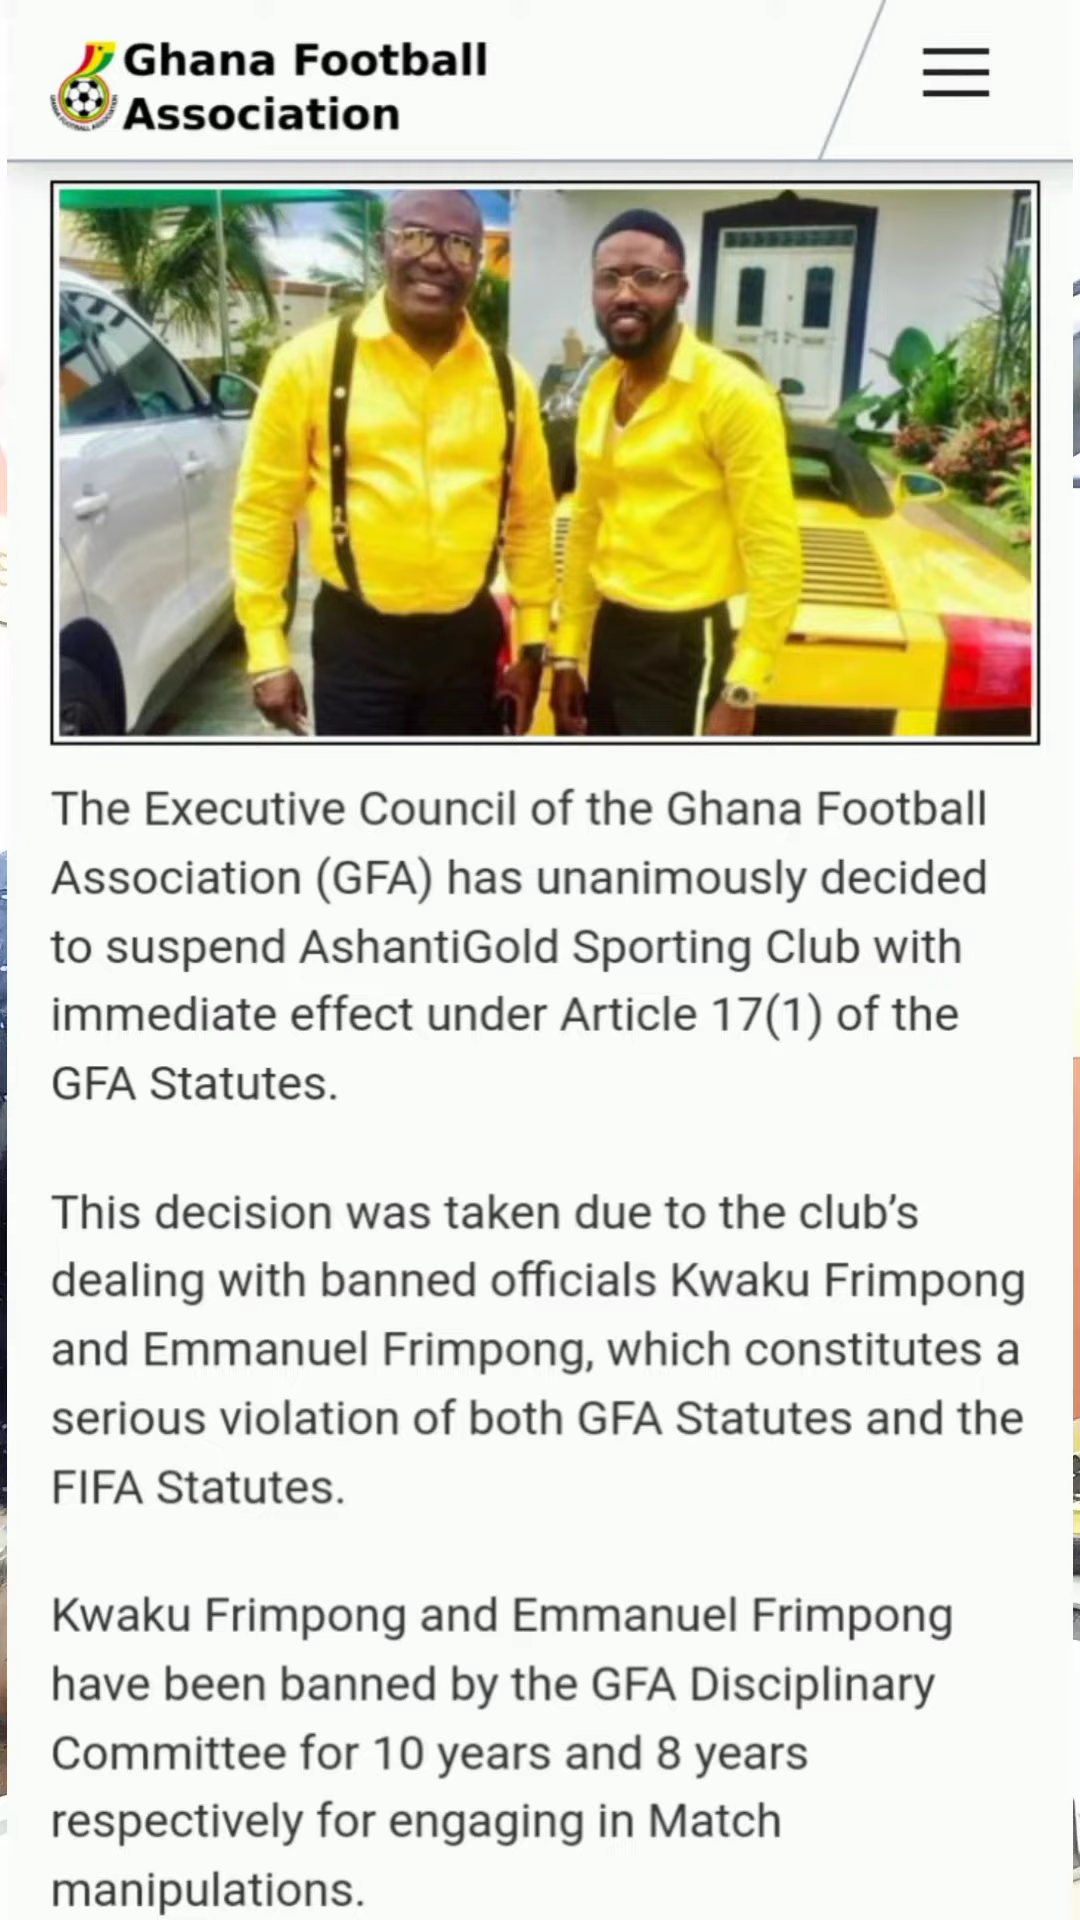 Ghana Football
Association
The Executive Council of the Ghana Football
Association (GFA) has unanimously decided
to suspend AshantiGold Sporting Club with
immediate effect under Article 17(1) of the
GFA Statutes.
This decision was taken due to the club’s
dealing with banned officials Kwaku Frimpong
and Emmanuel Frimpong, which constitutes a
serious violation of both GFA Statutes and the
FIFA Statutes.
Kwaku Frimpong and Emmanuel Frimpong
have been banned by the GFA Disciplinary
Committee for 10 years and 8 years
respectively for engaging in Match
manipulations.